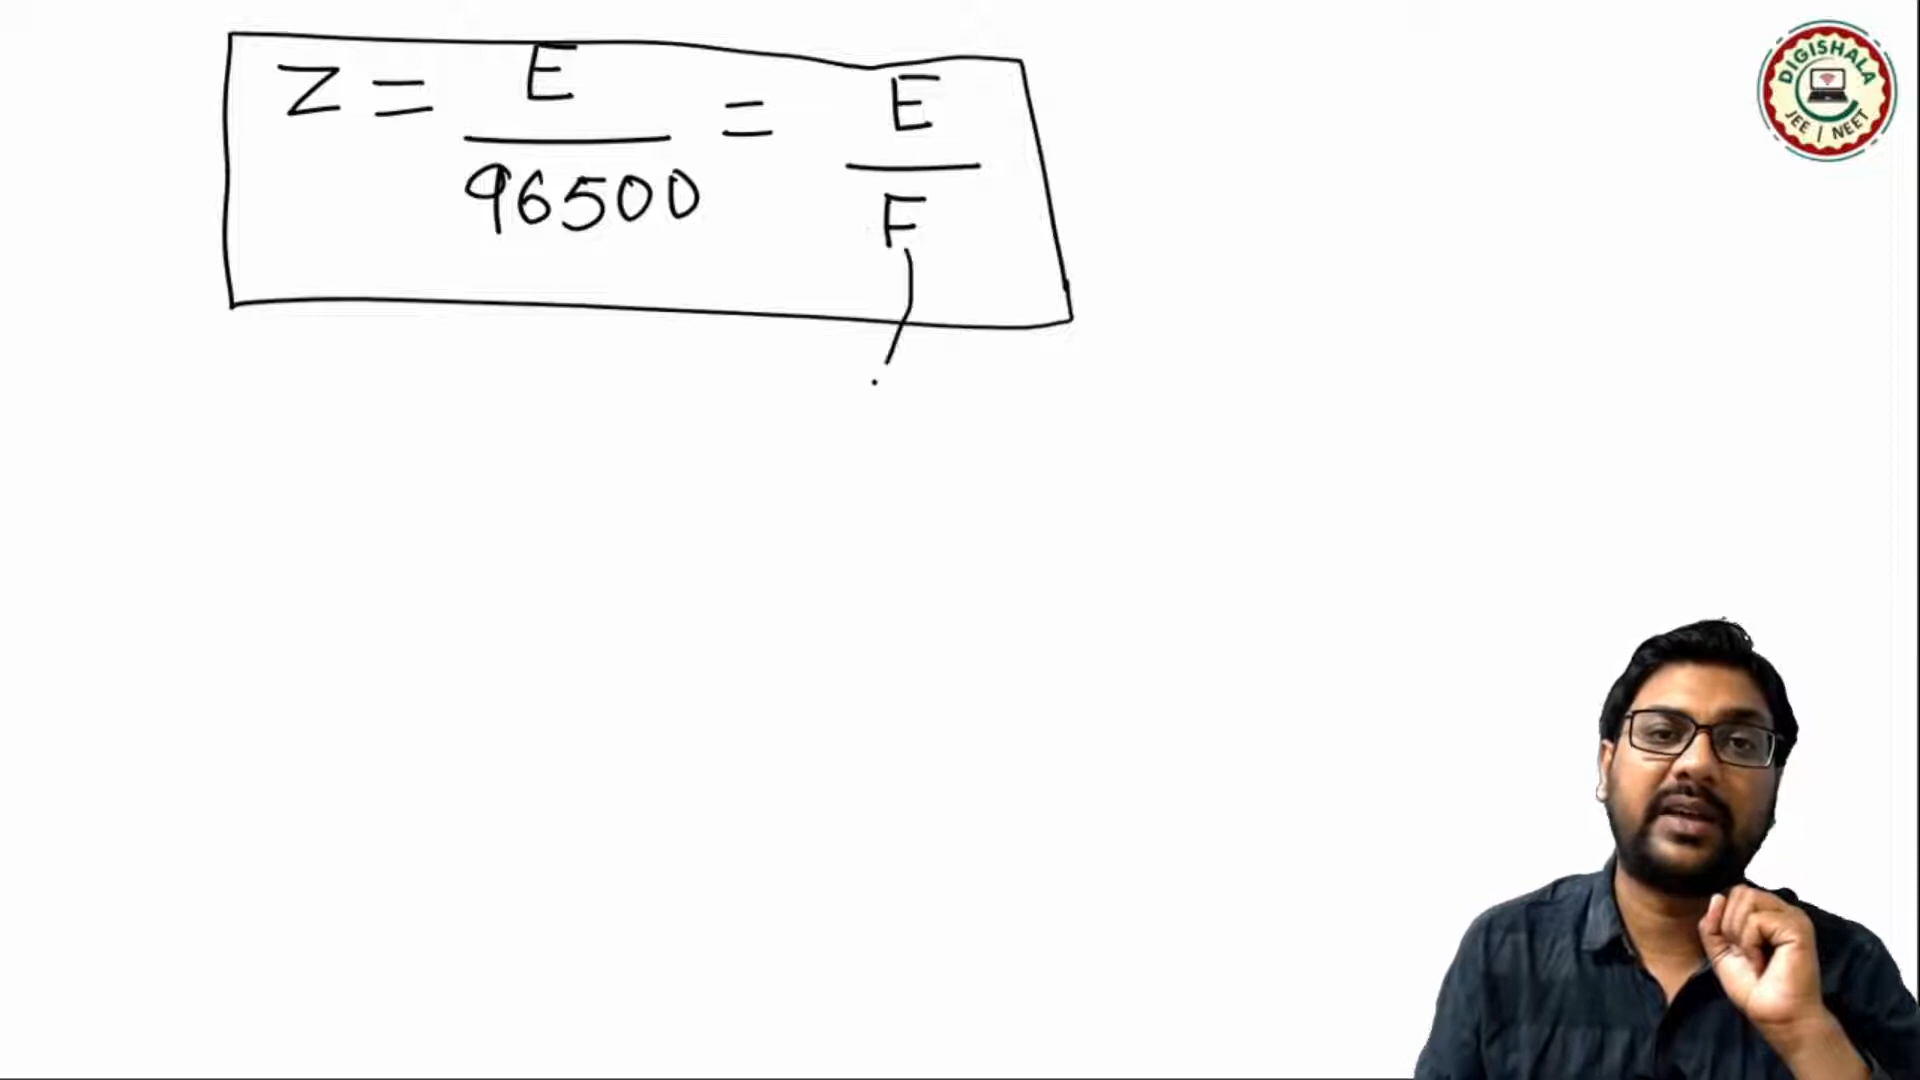 Z = E / 96500 = E / F
DIGISHALA
JEE | NEET